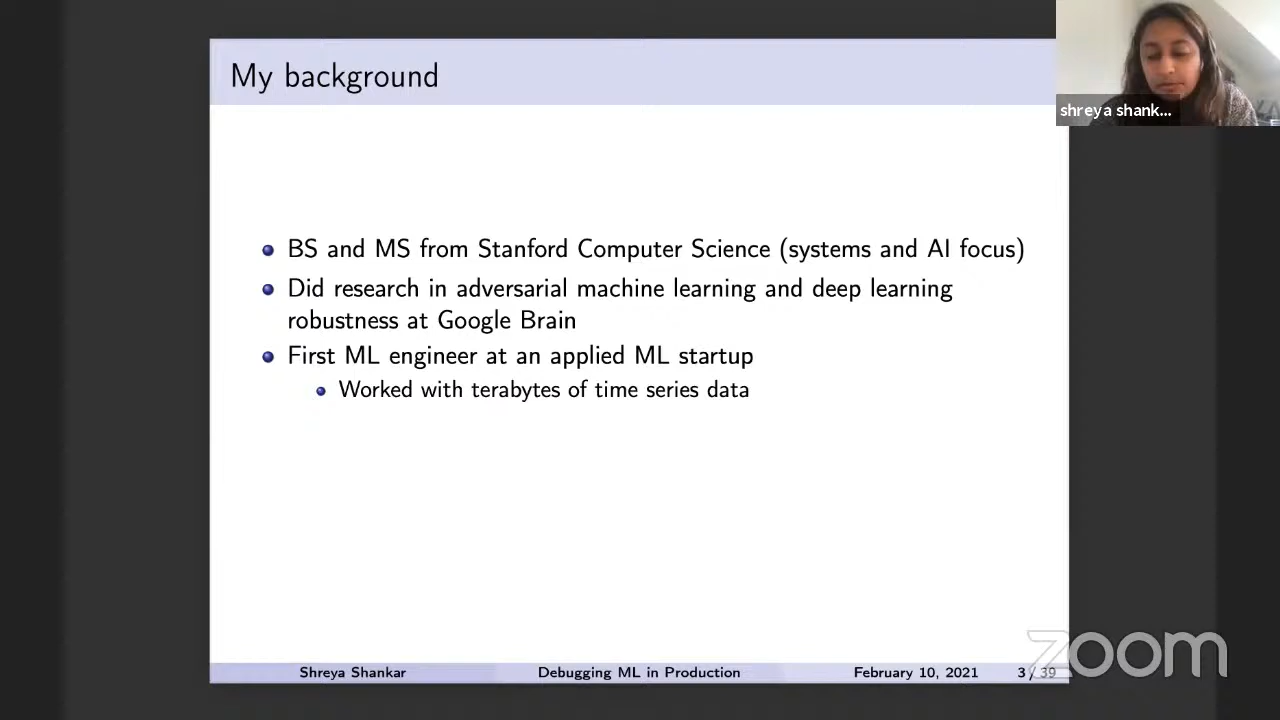 My background
shreya shank...
BS and MS from Stanford Computer Science (systems and AI focus)
Did research in adversarial machine learning and deep learning
robustness at Google Brain
First ML engineer at an applied ML startup
Worked with terabytes of time series data
Shreya Shankar
Debugging ML in Production
February 10, 2021
3 / 39
zoom